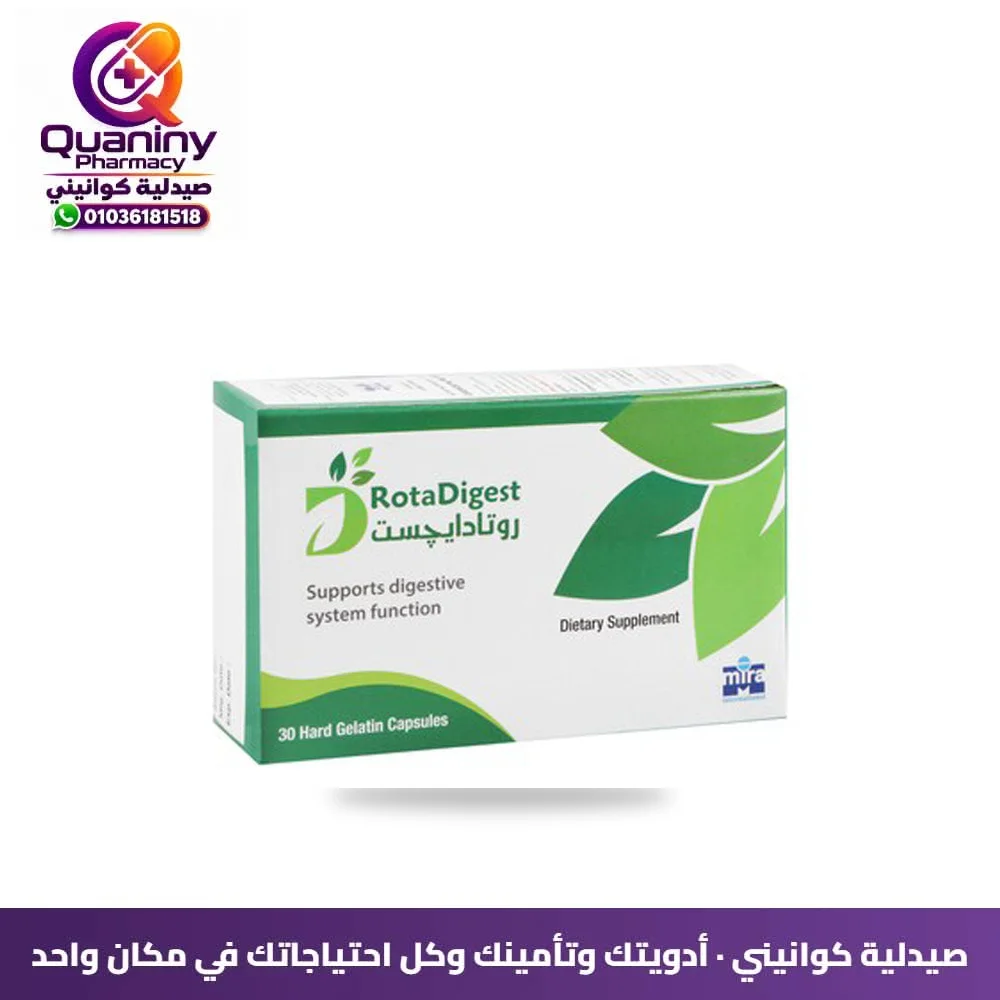 Quaniny
Pharmacy
صيدلية كوانيني
01036181518
RotaDigest
روتادايچست
Supports digestive
system function
Dietary Supplement
mira
30 Hard Gelatin Capsules
صيدلية كوانيني · أدويتك وتأمينك وكل احتياجاتك في مكان واحد